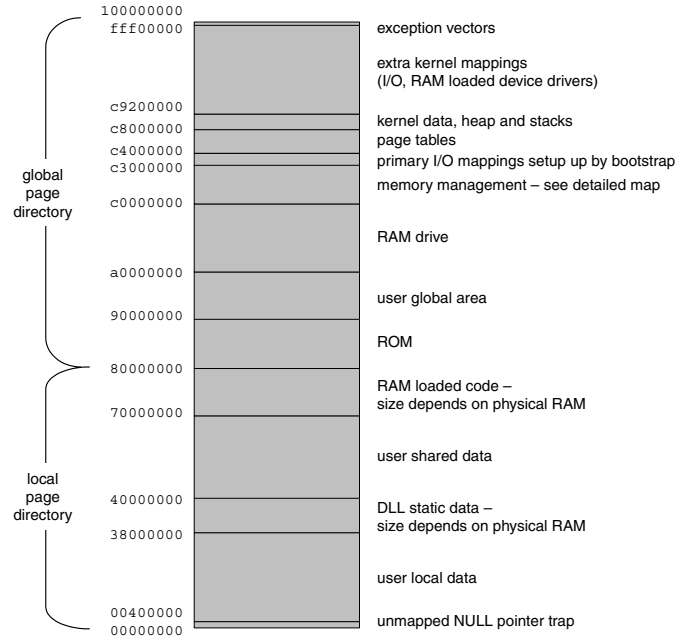 100000000
fff00000
exception vectors
extra kernel mappings
(I/O, RAM loaded device drivers)
c9200000
kernel data, heap and stacks
c8000000
page tables
c4000000
primary I/O mappings setup up by bootstrap
c3000000
memory management – see detailed map
global
page
directory
c0000000
RAM drive
a0000000
user global area
90000000
ROM
80000000
RAM loaded code –
size depends on physical RAM
70000000
user shared data
local
page
directory
40000000
DLL static data –
size depends on physical RAM
38000000
user local data
00400000
unmapped NULL pointer trap
00000000